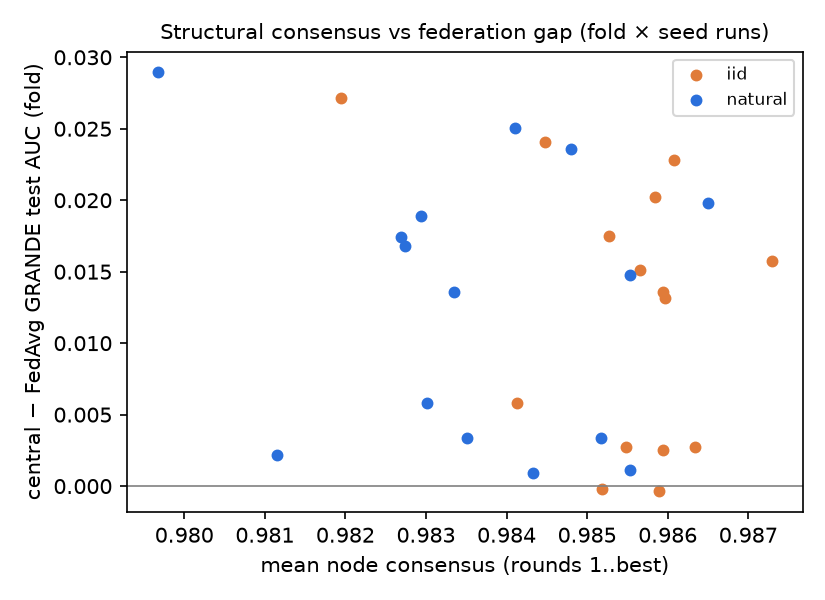 Structural consensus vs federation gap (fold × seed runs)
central − FedAvg GRANDE test AUC (fold)
0.030
0.025
0.020
0.015
0.010
0.005
0.000
iid
natural
0.980 0.981 0.982 0.983 0.984 0.985 0.986 0.987
mean node consensus (rounds 1..best)